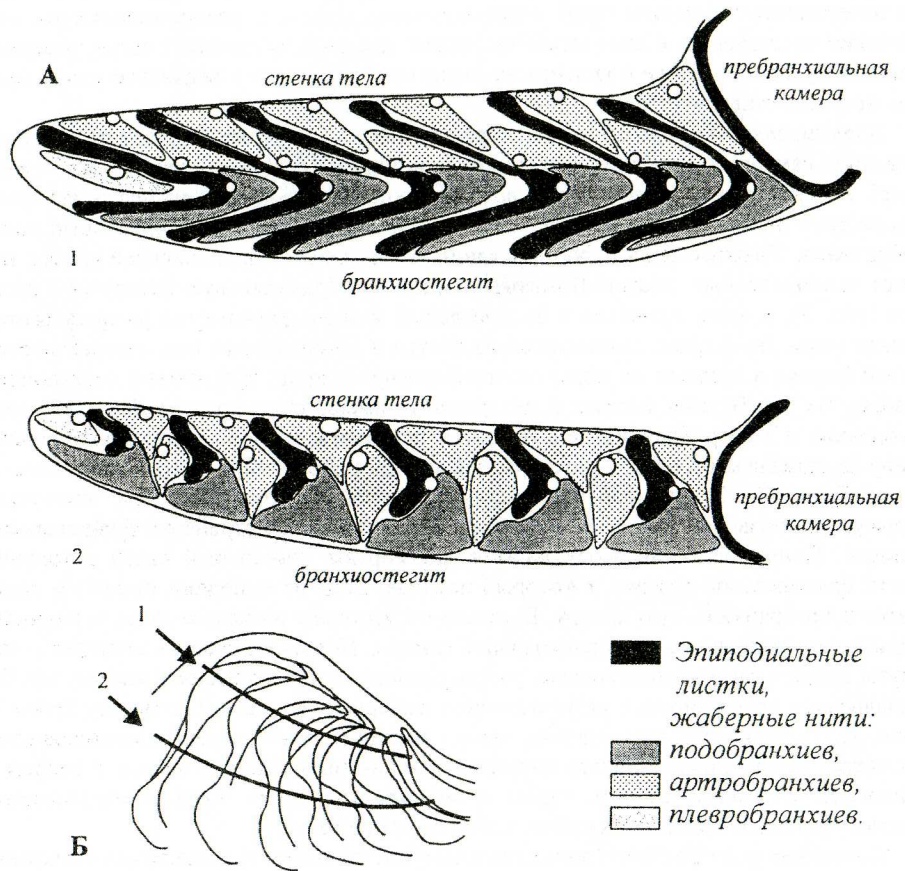 А
стенка тела
пребранхиальная
камера
1
бранхиостегит
стенка тела
пребранхиальная
камера
2
бранхиостегит
1
2
Б
Эпиподиальные
листки,
жаберные нити:
подобранхиев,
артробранхиев,
плевробранхиев.